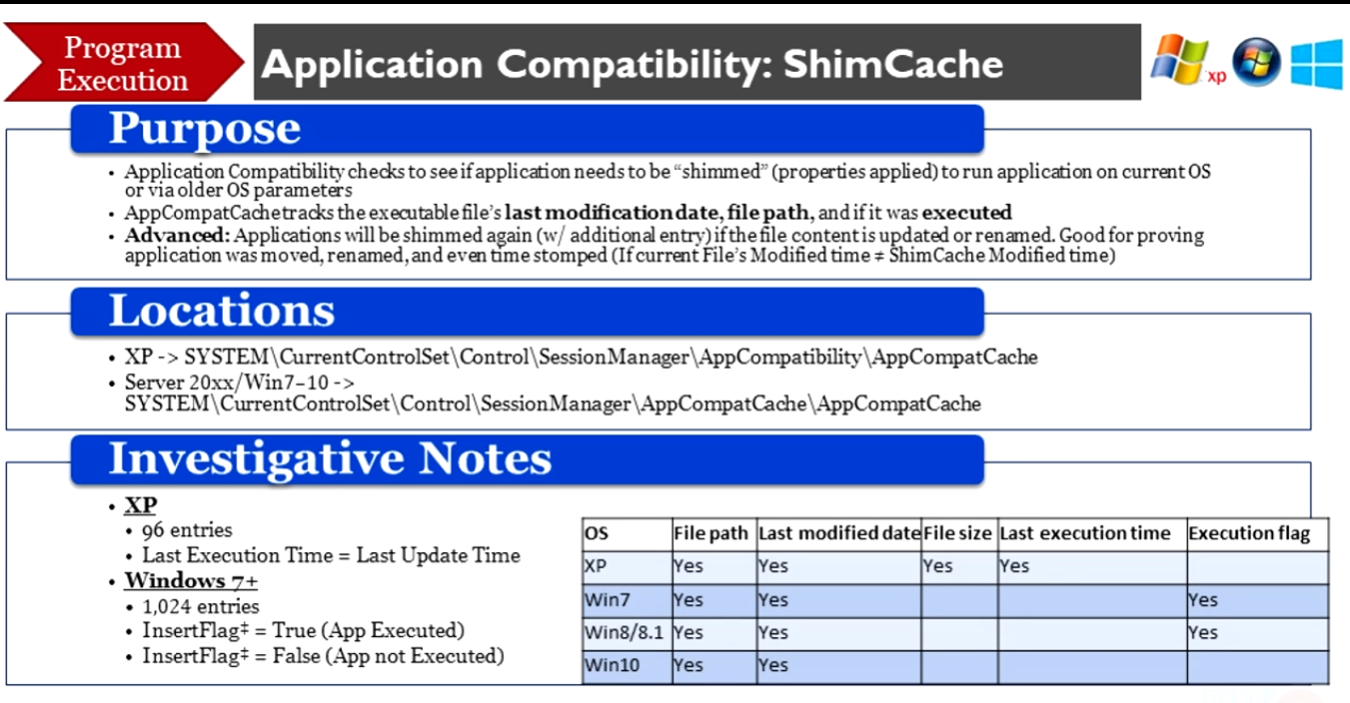 Program
Execution
Application Compatibility: ShimCache
xp
Purpose
• Application Compatibility checks to see if application needs to be “shimmed” (properties applied) to run application on current OS
or via older OS parameters
• AppCompatCache tracks the executable file’s last modification date, file path, and if it was executed
• Advanced: Applications will be shimmed again (w/ additional entry) if the file content is updated or renamed. Good for proving
application was moved, renamed, and even time stomped (If current File’s Modified time ≠ ShimCache Modified time)
Locations
• XP -> SYSTEM\CurrentControlSet\Control\SessionManager\AppCompatibility\AppCompatCache
• Server 20xx/Win7–10 ->
SYSTEM\CurrentControlSet\Control\SessionManager\AppCompatCache\AppCompatCache
Investigative Notes
• XP
• 96 entries
• Last Execution Time = Last Update Time
• Windows 7+
• 1,024 entries
• InsertFlag‡ = True (App Executed)
• InsertFlag‡ = False (App not Executed)
OS File path Last modified date File size Last execution time Execution flag
XP Yes Yes Yes Yes
Win7 Yes Yes Yes
Win8/8.1 Yes Yes Yes
Win10 Yes Yes